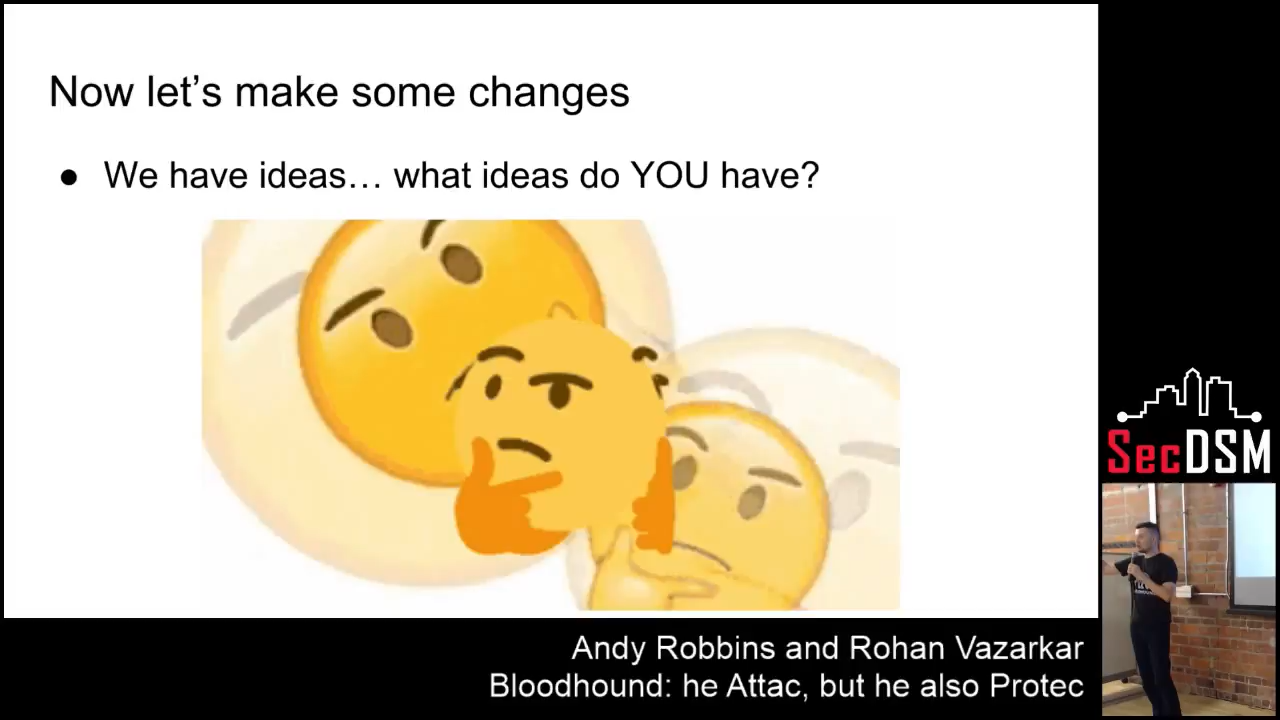 Now let's make some changes
● We have ideas… what ideas do YOU have?
SecDSM
Andy Robbins and Rohan Vazarkar
Bloodhound: he Attac, but he also Protec